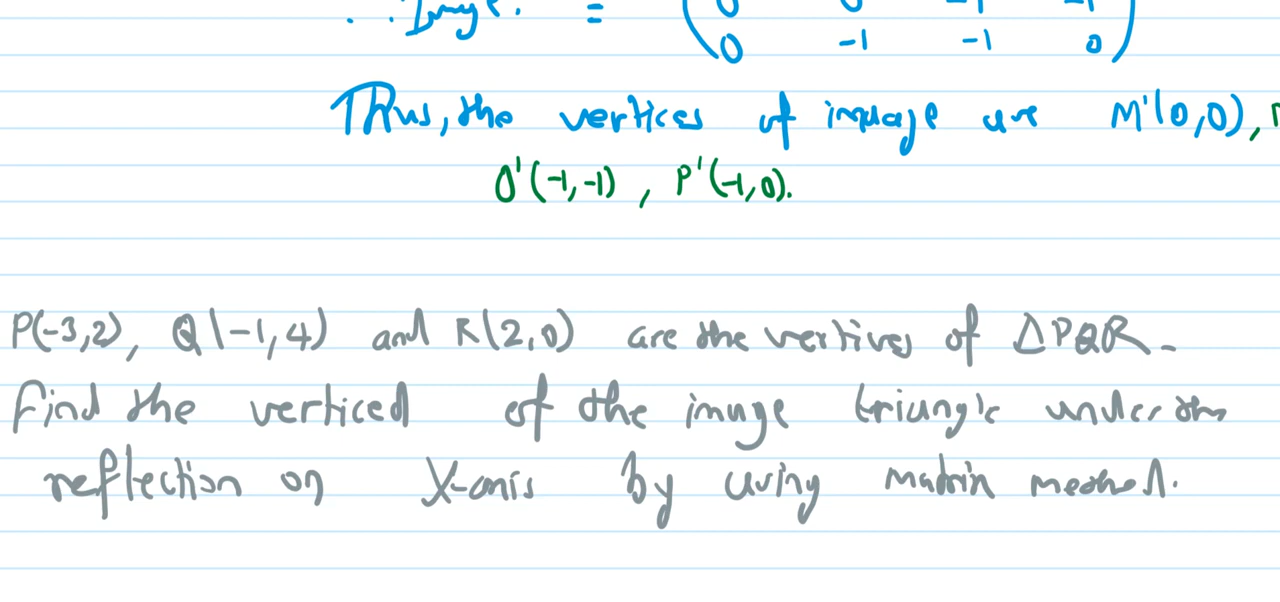 ∴ Image = ( 0 0 -1 -1
0 -1 -1 0 )
Thus, the vertices of image are M'(0,0),
O'(-1,-1), P'(-1,0).
P(-3,2), Q(-1,4) and R(2,0) are the vertives of ΔPQR.
Find the verticed of the image triangle under the
reflection on X-axis by using matrix method.